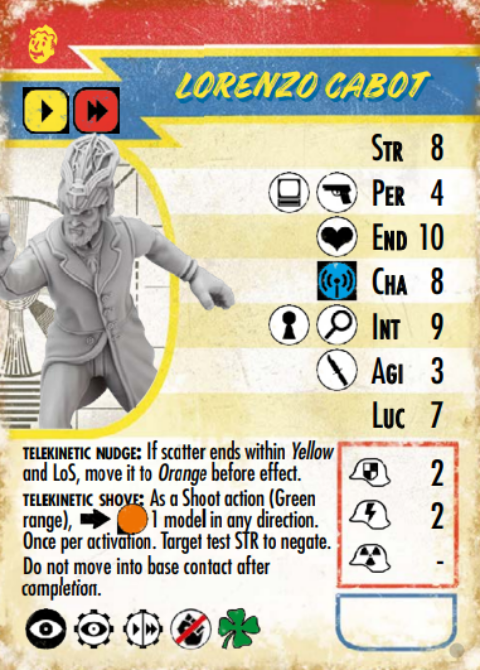 LORENZO CABOT
STR 8
PER 4
END 10
CHA 8
INT 9
AGI 3
LUC 7
TELEKINETIC NUDGE: If scatter ends within Yellow
and LoS, move it to Orange before effect.
TELEKINETIC SHOVE: As a Shoot action (Green
range), 1 model in any direction.
Once per activation. Target test STR to negate.
Do not move into base contact after
completion.
2
2
-